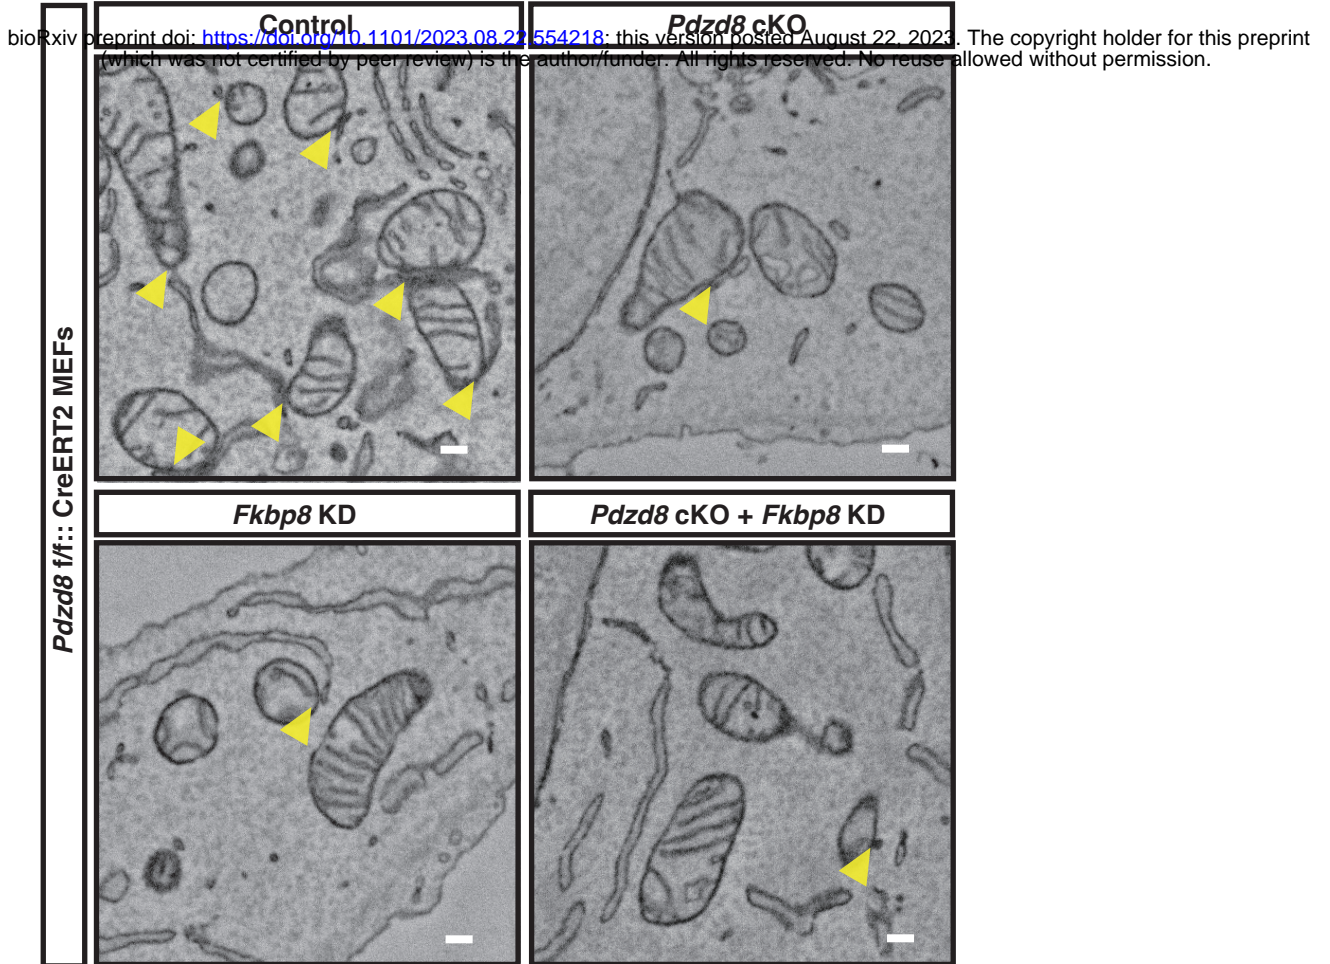 Control
Pdzd8 cKO
bioRxiv preprint doi: https://doi.org/10.1101/2023.08.22.554218; this version posted August 22, 2023. The copyright holder for this preprint
(which was not certified by peer review) is the author/funder. All rights reserved. No reuse allowed without permission.
Pdzd8 f/f:: CreERT2 MEFs
Fkbp8 KD
Pdzd8 cKO + Fkbp8 KD